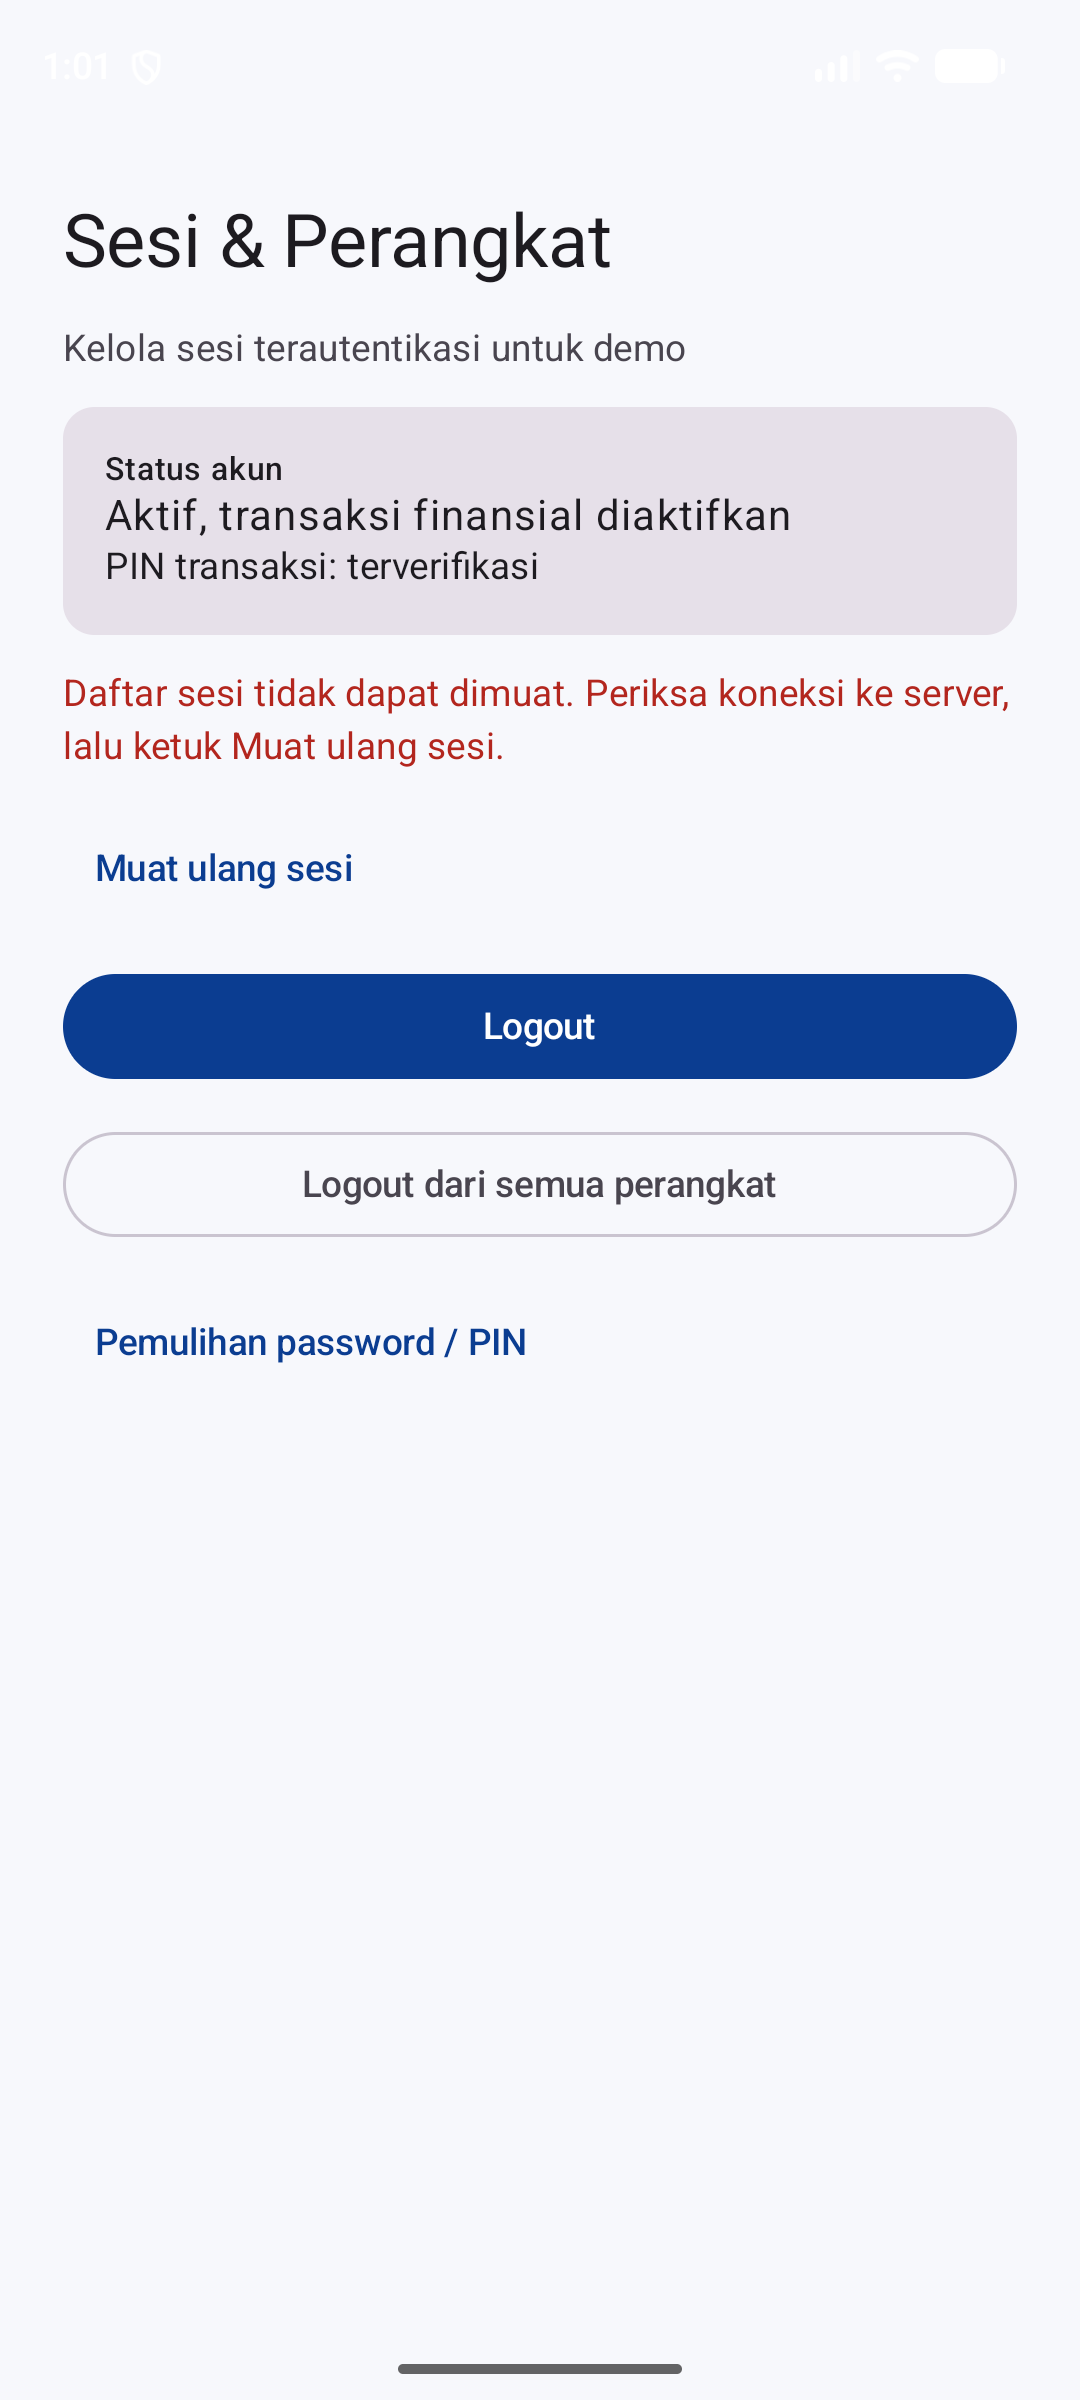 1:01
Sesi & Perangkat
Kelola sesi terautentikasi untuk demo
Status akun
Aktif, transaksi finansial diaktifkan
PIN transaksi: terverifikasi
Daftar sesi tidak dapat dimuat. Periksa koneksi ke server,
lalu ketuk Muat ulang sesi.
Muat ulang sesi
Logout
Logout dari semua perangkat
Pemulihan password / PIN